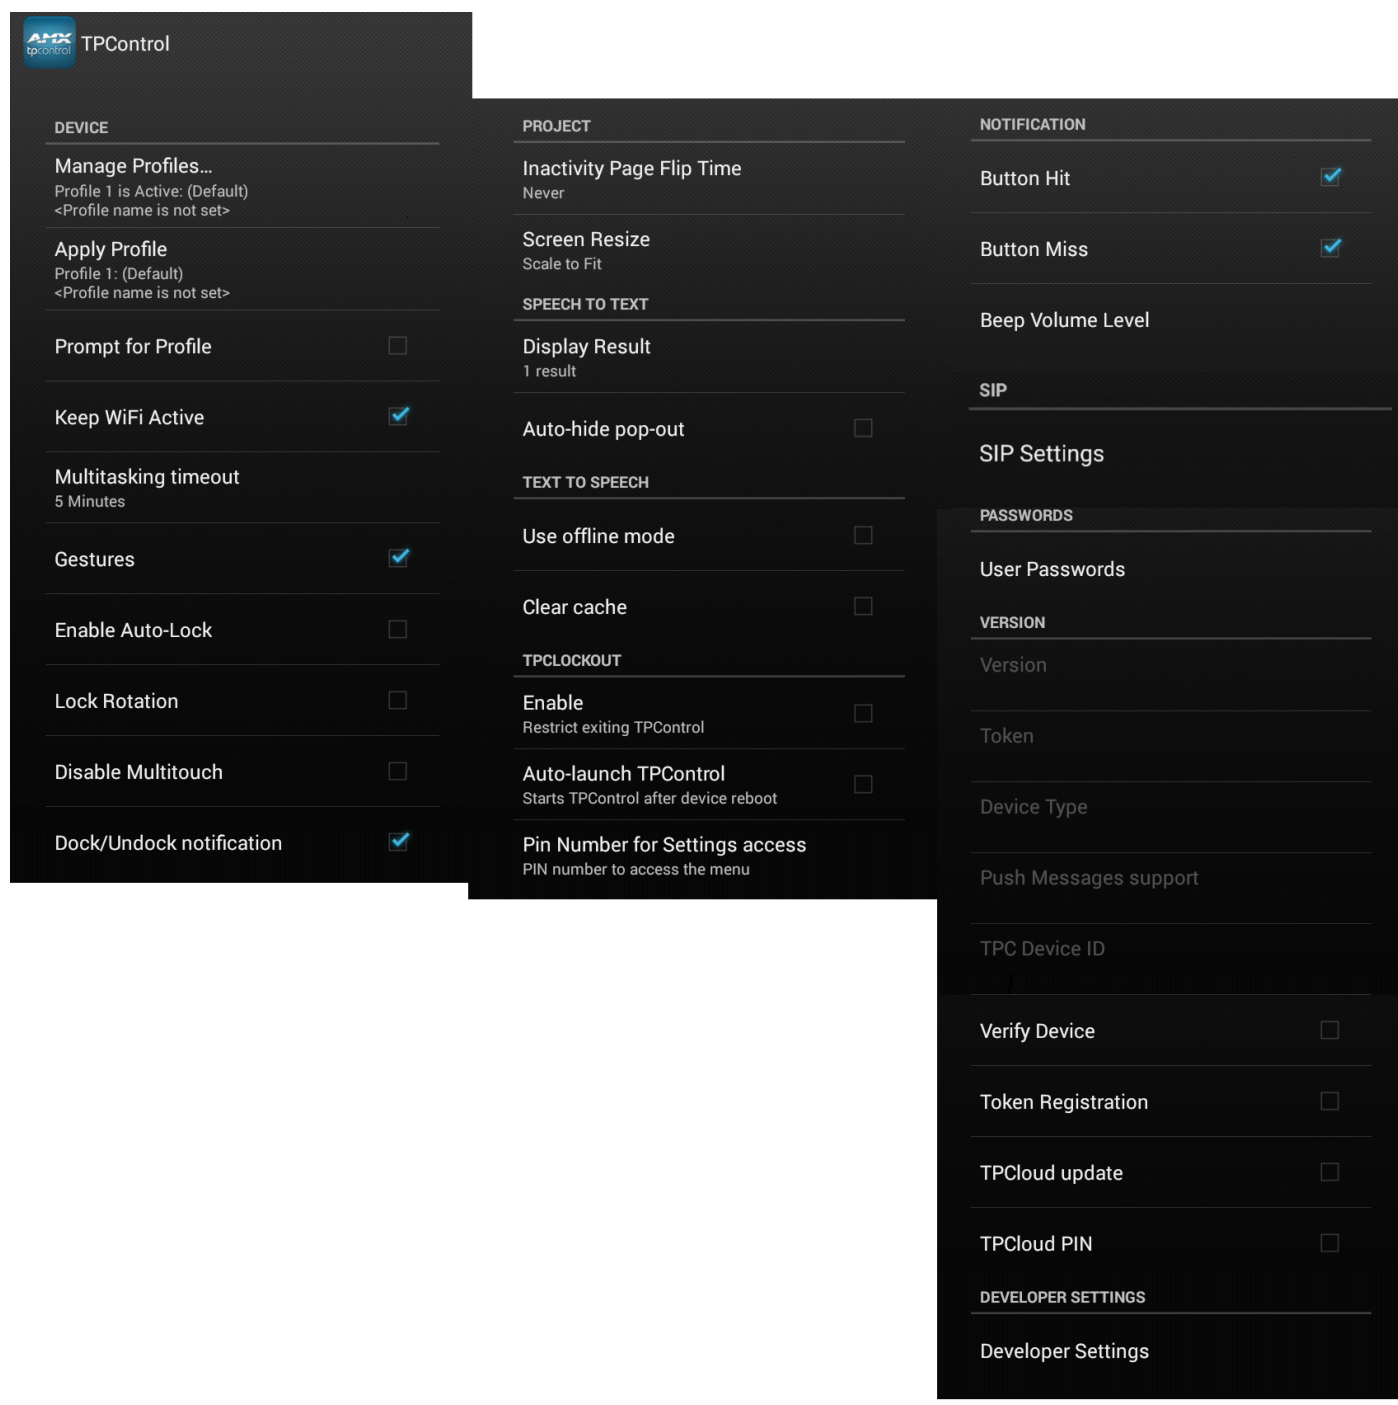 AMX
tpcontrol
TPControl
DEVICE
Manage Profiles...
Profile 1 is Active: (Default)
<Profile name is not set>
Apply Profile
Profile 1: (Default)
<Profile name is not set>
Prompt for Profile
Keep WiFi Active
Multitasking timeout
5 Minutes
Gestures
Enable Auto-Lock
Lock Rotation
Disable Multitouch
Dock/Undock notification
PROJECT
Inactivity Page Flip Time
Never
Screen Resize
Scale to Fit
SPEECH TO TEXT
Display Result
1 result
Auto-hide pop-out
TEXT TO SPEECH
Use offline mode
Clear cache
TPCLOCKOUT
Enable
Restrict exiting TPControl
Auto-launch TPControl
Starts TPControl after device reboot
Pin Number for Settings access
PIN number to access the menu
NOTIFICATION
Button Hit
Button Miss
Beep Volume Level
SIP
SIP Settings
PASSWORDS
User Passwords
VERSION
Version
Token
Device Type
Push Messages support
TPC Device ID
Verify Device
Token Registration
TPCloud update
TPCloud PIN
DEVELOPER SETTINGS
Developer Settings